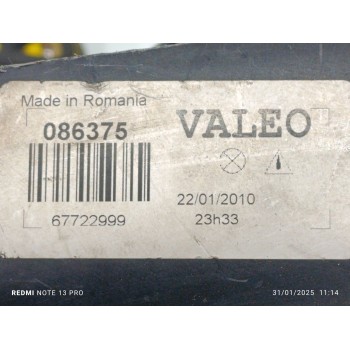 Made in Romania
086375
VALEO
67722999
22/01/2010
23h33
REDMI NOTE 13 PRO
31/01/2025 11:14